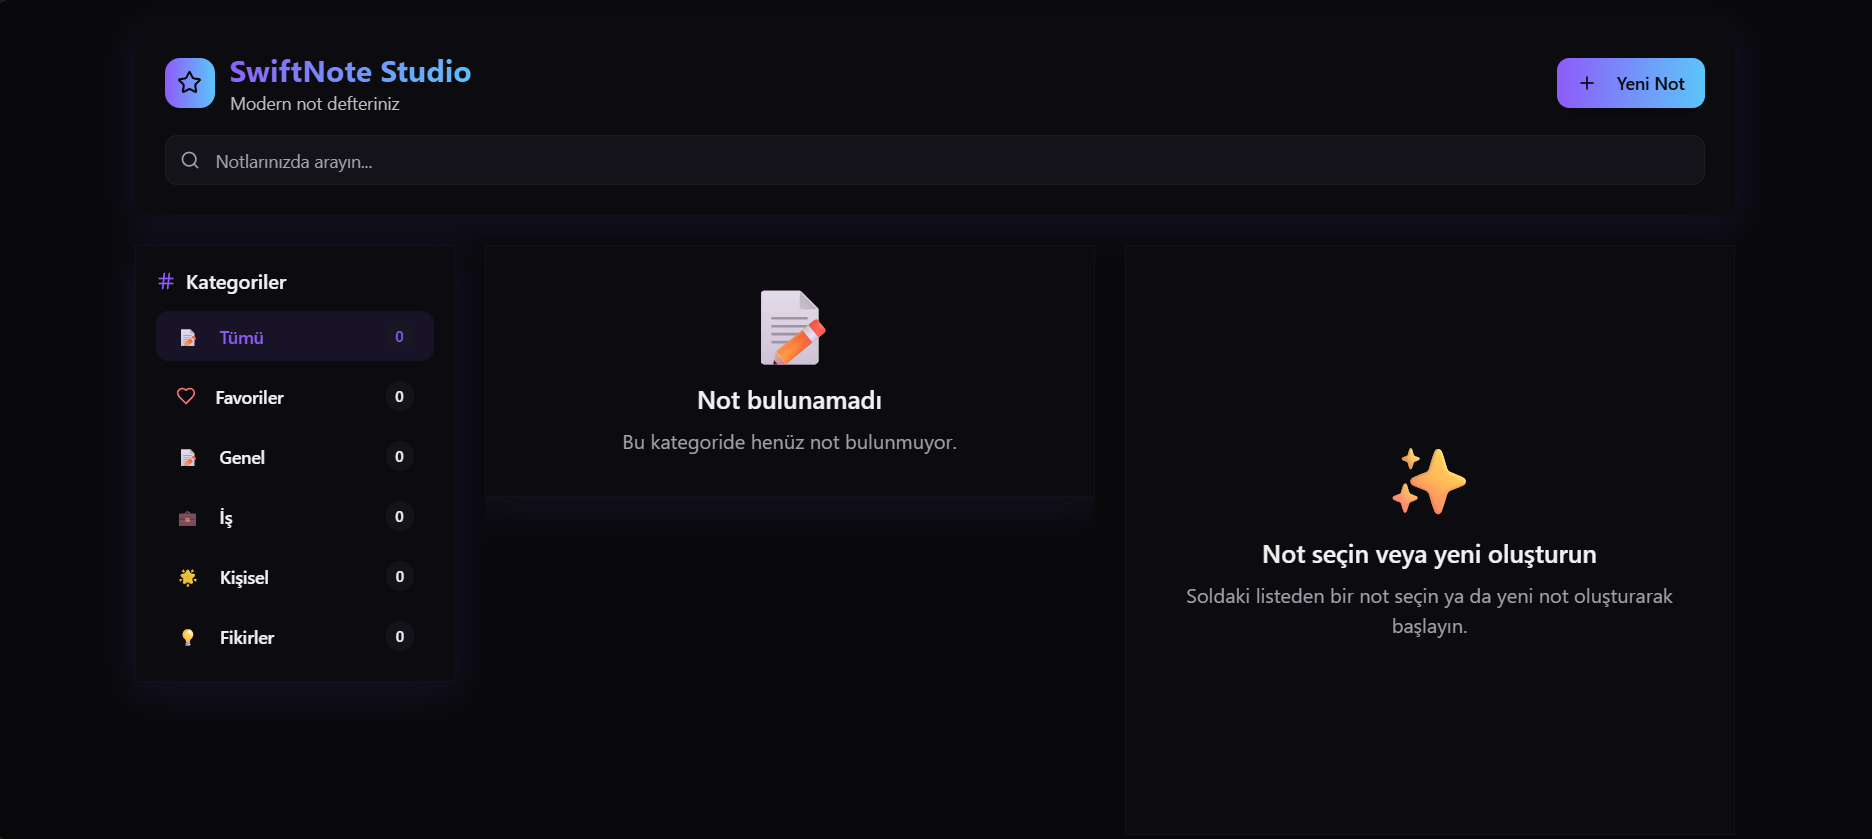 SwiftNote Studio
Modern not defteriniz
Yeni Not
Notlarınızda arayın...
Kategoriler
Tümü 0
Favoriler 0
Genel 0
İş 0
Kişisel 0
Fikirler 0
Not bulunamadı
Bu kategoride henüz not bulunmuyor.
Not seçin veya yeni oluşturun
Soldaki listeden bir not seçin ya da yeni not oluşturarak
başlayın.